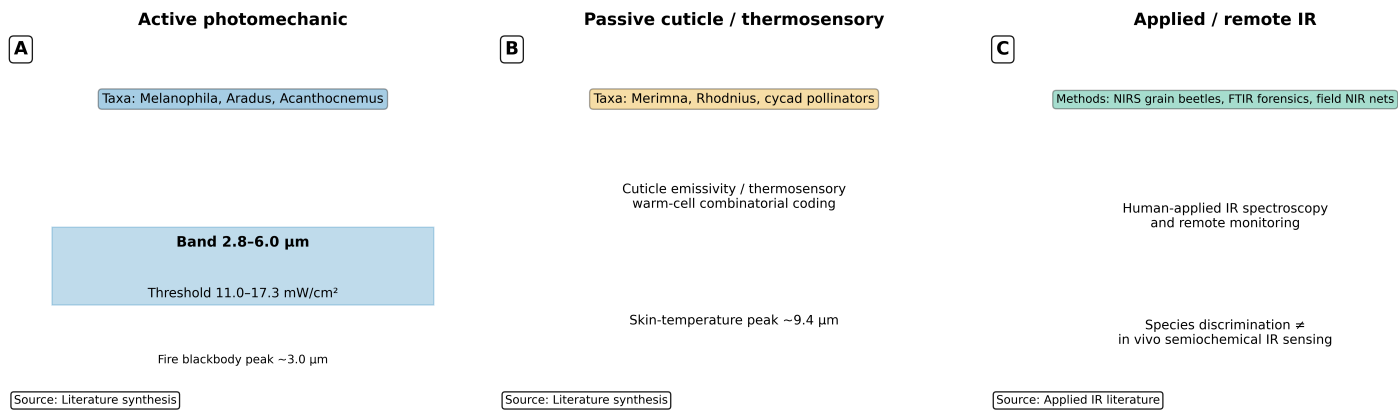 Active photomechanic
A
Taxa: Melanophila, Aradus, Acanthocnemus
Band 2.8–6.0 μm
Threshold 11.0–17.3 mW/cm²
Fire blackbody peak ~3.0 μm
Source: Literature synthesis
Passive cuticle / thermosensory
B
Taxa: Merimna, Rhodnius, cycad pollinators
Cuticle emissivity / thermosensory
warm-cell combinatorial coding
Skin-temperature peak ~9.4 μm
Source: Literature synthesis
Applied / remote IR
C
Methods: NIRS grain beetles, FTIR forensics, field NIR nets
Human-applied IR spectroscopy
and remote monitoring
Species discrimination ≠
in vivo semiochemical IR sensing
Source: Applied IR literature